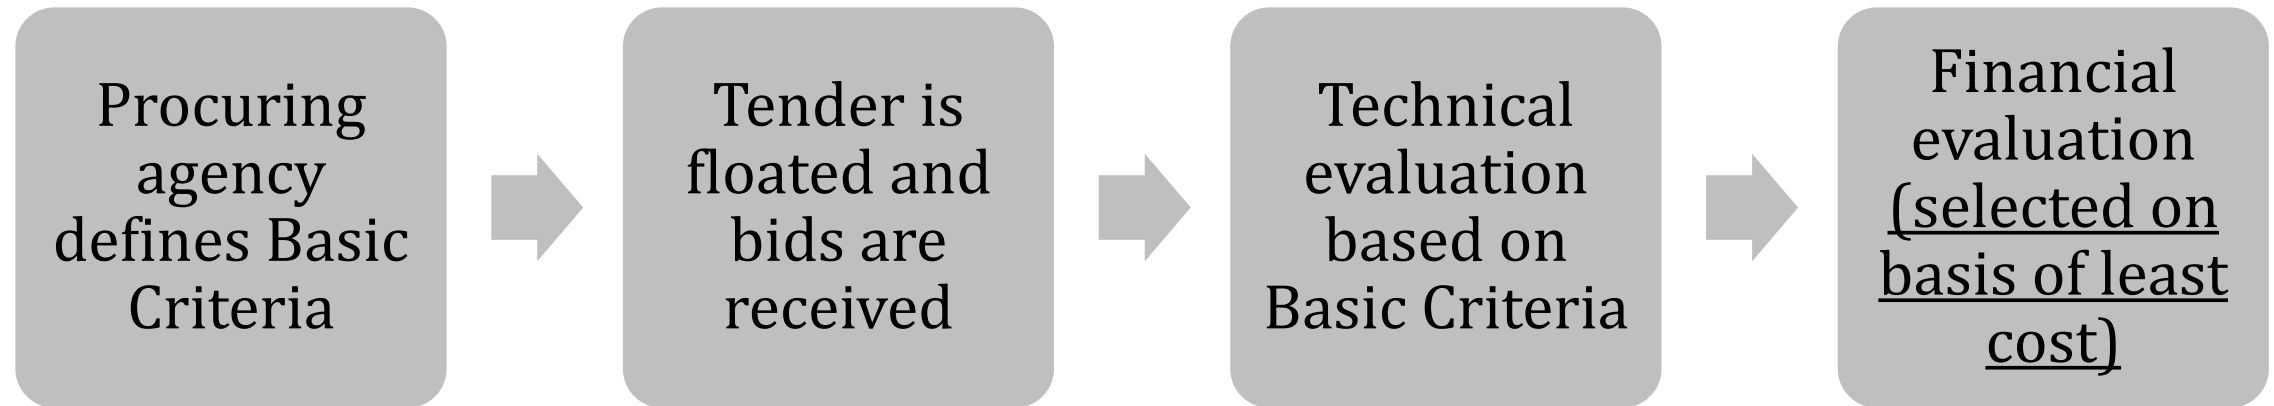 Procuring
agency
defines Basic
Criteria
Tender is
floated and
bids are
received
Technical
evaluation
based on
Basic Criteria
Financial
evaluation
(selected on
basis of least
cost)